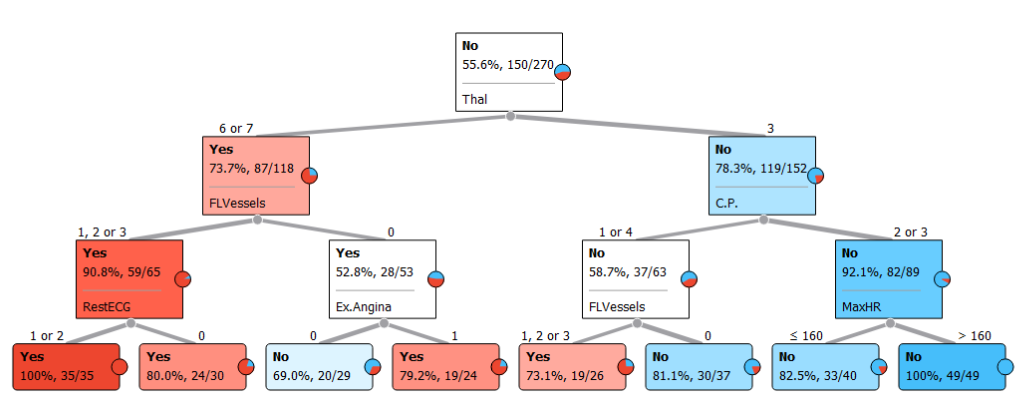 No
55.6%, 150/270
Thal
6 or 7
3
Yes
73.7%, 87/118
FLVessels
No
78.3%, 119/152
C.P.
1, 2 or 3
0
1 or 4
2 or 3
Yes
90.8%, 59/65
RestECG
Yes
52.8%, 28/53
Ex.Angina
No
58.7%, 37/63
FLVessels
No
92.1%, 82/89
MaxHR
1 or 2
0
0
1
1, 2 or 3
0
≤ 160
> 160
Yes
100%, 35/35
Yes
80.0%, 24/30
No
69.0%, 20/29
Yes
79.2%, 19/24
Yes
73.1%, 19/26
No
81.1%, 30/37
No
82.5%, 33/40
No
100%, 49/49